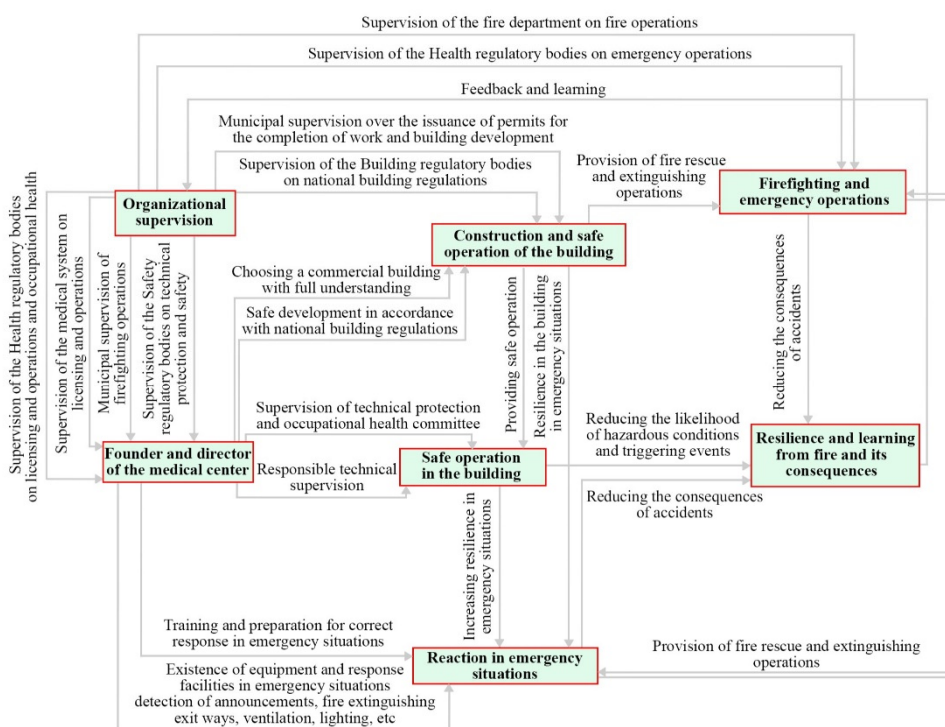 Supervision of the fire department on fire operations
Supervision of the Health regulatory bodies on emergency operations
Feedback and learning
Municipal supervision over the issuance of permits for
the completion of work and building development
Supervision of the Building regulatory bodies
on national building regulations
Provision of fire rescue
and extinguishing
operations
Firefighting and
emergency operations
Organizational
supervision
Construction and safe
operation of the building
Supervision of the Health regulatory bodies
on licensing and operations and occupational health
Supervision of the medical system on
licensing and operations
Municipal supervision of
firefighting operations
Supervision of the Safety
regulatory bodies on technical
protection and safety
Choosing a commercial building
with full understanding
Safe development in accordance
with national building regulations
Providing safe operation
Resilience in the building
in emergency situations
Reducing the consequences
of accidents
Supervision of technical protection
and occupational health committee
Reducing the likelihood
of hazardous conditions
and triggering events
Resilience and learning
from fire and its
consequences
Founder and director
of the medical center
Responsible technical
supervision
Safe operation
in the building
Reducing the consequences
of accidents
Increasing resilience in
emergency situations
Training and preparation for correct
response in emergency situations
Existence of equipment and response
facilities in emergency situations
detection of announcements, fire extinguishing
exit ways, ventilation, lighting, etc
Reaction in emergency
situations
Provision of fire rescue and extinguishing
operations